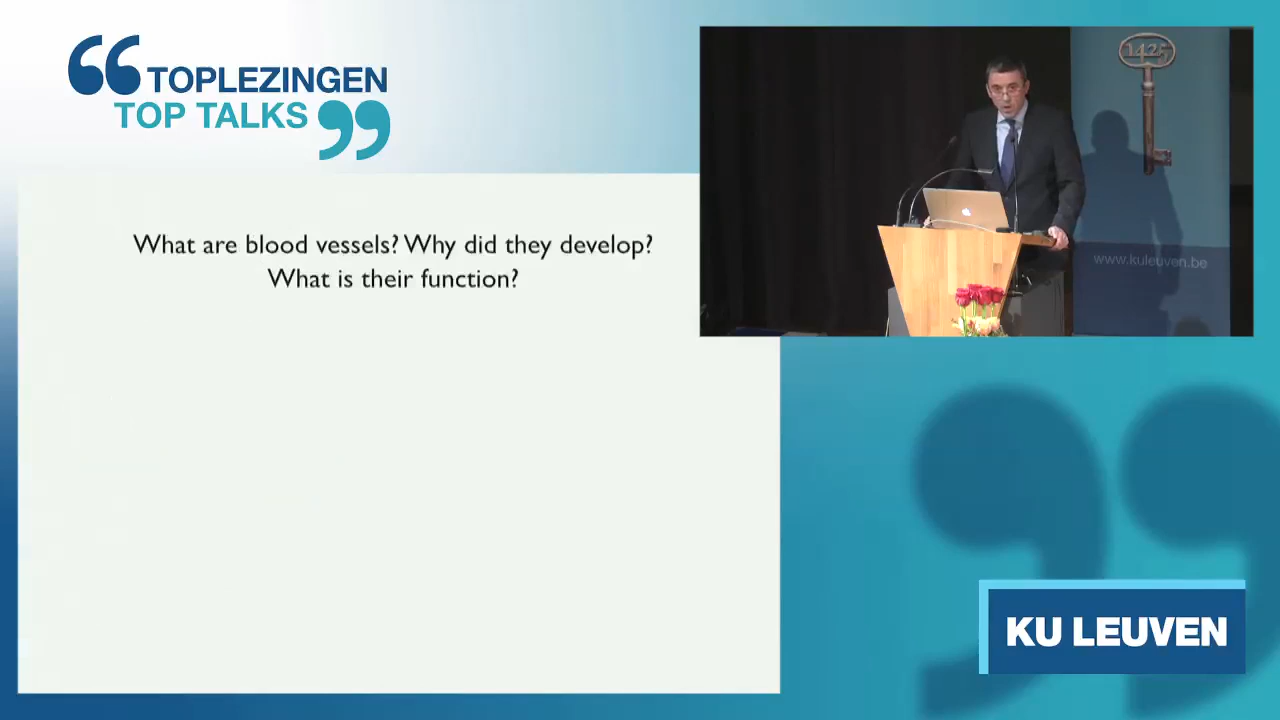 TOPLEZINGEN
TOP TALKS
1425
What are blood vessels? Why did they develop?
What is their function?
www.kuleuven.be
KU LEUVEN